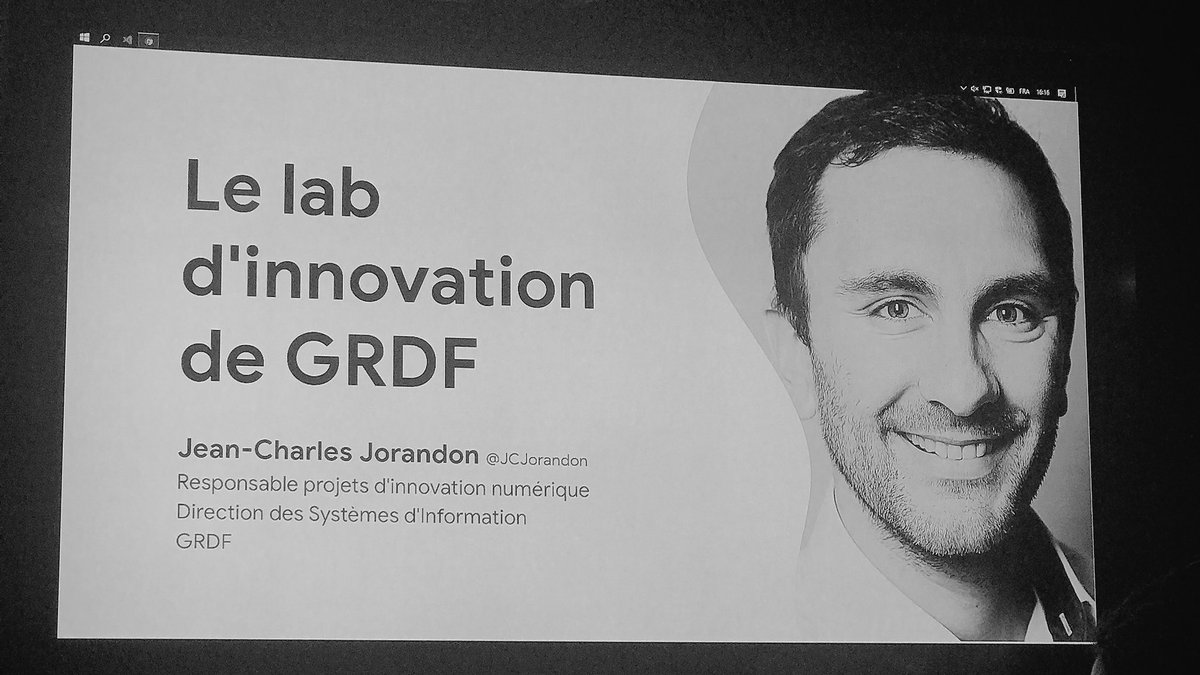 FRA 16:16
Le lab
d'innovation
de GRDF
Jean-Charles Jorandon @JCJorandon
Responsable projets d'innovation numérique
Direction des Systèmes d'Information
GRDF